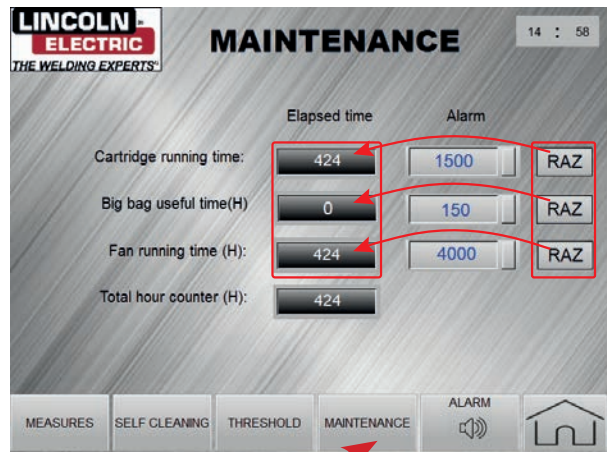 LINCOLN
ELECTRIC
THE WELDING EXPERTS®
MAINTENANCE
14 : 58
Elapsed time Alarm
Cartridge running time: 424 1500 RAZ
Big bag useful time(H) 0 150 RAZ
Fan running time (H): 424 4000 RAZ
Total hour counter (H): 424
MEASURES SELF CLEANING THRESHOLD MAINTENANCE ALARM